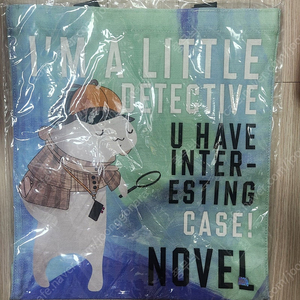 I'M A LITTLE
DETECTIVE
U HAVE
INTER-
ESTING
CASE!
NOVEL